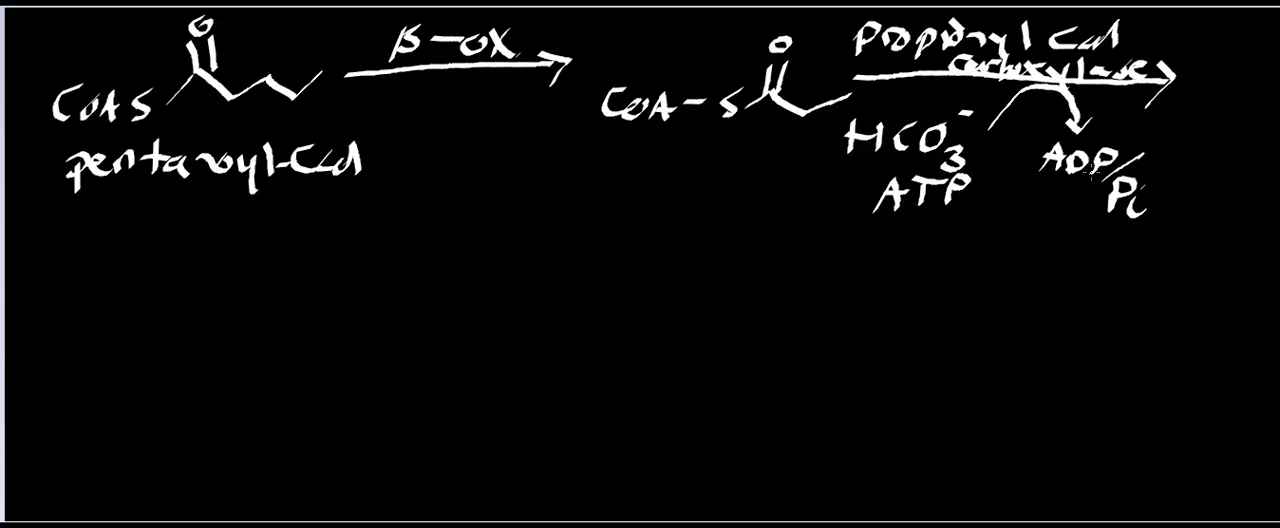 O
β-OX
O
propionyl CoA
carboxylase
CoAS
CoA-S
HCO3-
pentanoyl-CoA
ADP/
Pi
ATP